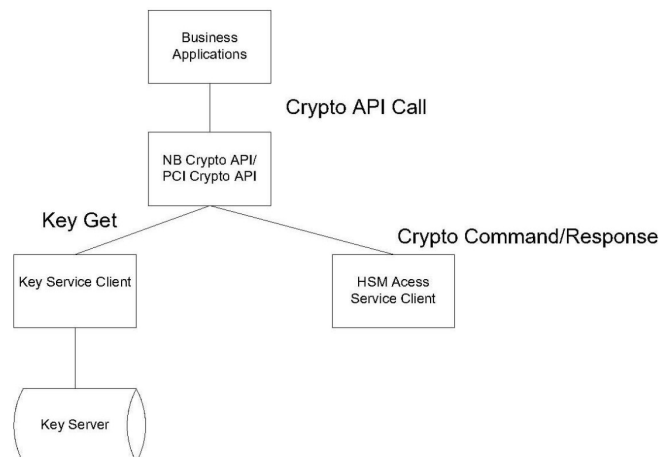 Business
Applications
Crypto API Call
NB Crypto API/
PCI Crypto API
Key Get
Crypto Command/Response
Key Service Client
HSM Acess
Service Client
Key Server